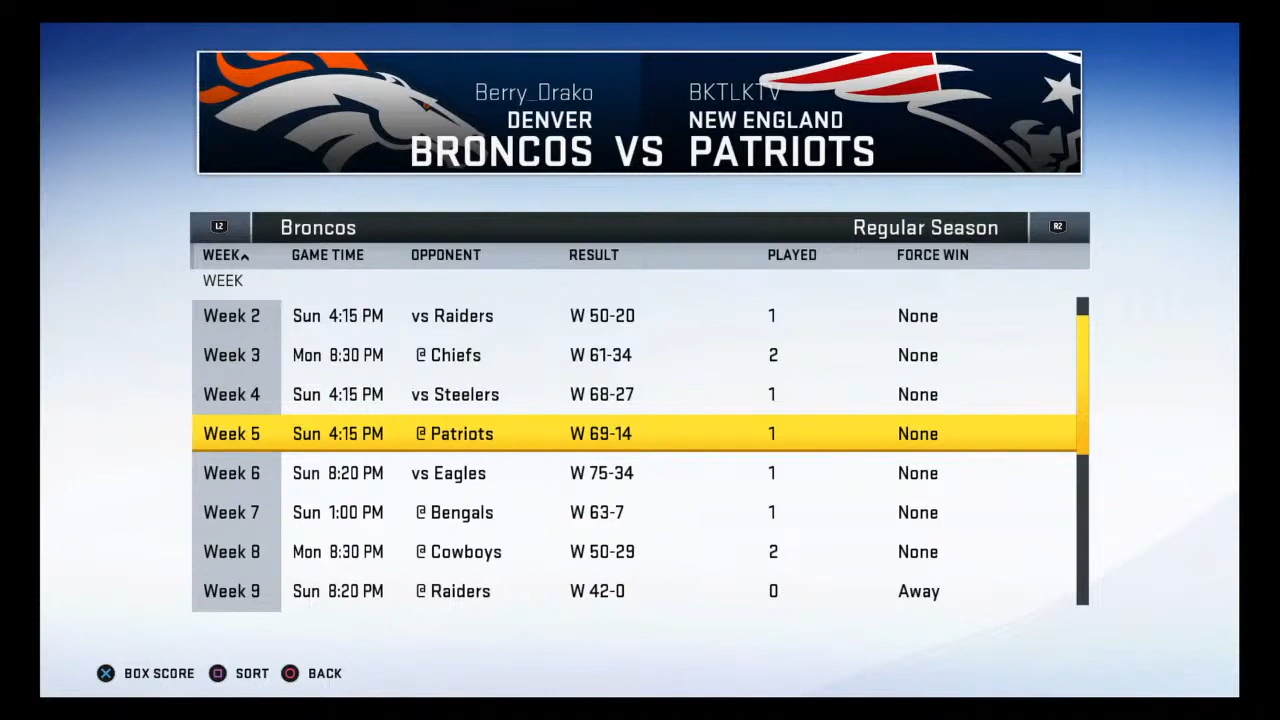 Berry_Drako BKTLKTV
DENVER NEW ENGLAND
BRONCOS VS PATRIOTS
L2 Broncos Regular Season R2
WEEK GAME TIME OPPONENT RESULT PLAYED FORCE WIN
WEEK
Week 2 Sun 4:15 PM vs Raiders W 50-20 1 None
Week 3 Mon 8:30 PM @ Chiefs W 61-34 2 None
Week 4 Sun 4:15 PM vs Steelers W 68-27 1 None
Week 5 Sun 4:15 PM @ Patriots W 69-14 1 None
Week 6 Sun 8:20 PM vs Eagles W 75-34 1 None
Week 7 Sun 1:00 PM @ Bengals W 63-7 1 None
Week 8 Mon 8:30 PM @ Cowboys W 50-29 2 None
Week 9 Sun 8:20 PM @ Raiders W 42-0 0 Away
BOX SCORE SORT BACK